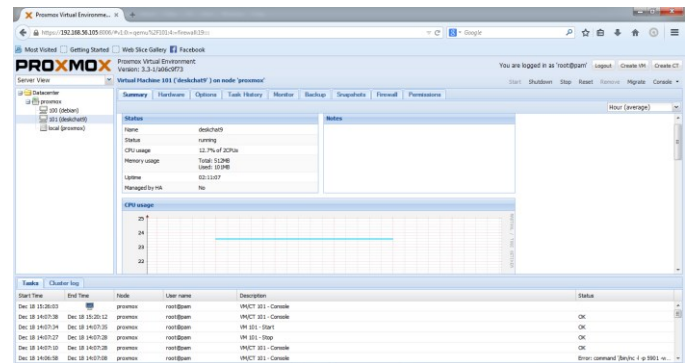 Proxmox Virtual Environme... ×
https://192.168.56.105:8006/#v1:0:=qemu%2F101:4:=firewall:19:::
Google
Most Visited Getting Started Web Slice Gallery Facebook
PROXMOX Proxmox Virtual Environment
Version: 3.3-1/a06c9f73
You are logged in as 'root@pam' Logout Create VM Create CT
Server View
Virtual Machine 101 ('deskchat9') on node 'proxmox'
Start Shutdown Stop Reset Remove Migrate Console
Datacenter
proxmox
100 (debian)
101 (deskchat9)
local (proxmox)
Summary Hardware Options Task History Monitor Backup Snapshots Firewall Permissions
Hour (average)
Status
Name deskchat9
Status running
CPU usage 12.7% of 2CPUs
Memory usage Total: 512MB
Used: 101MB
Uptime 02:11:07
Managed by HA No
Notes
CPU usage
25
24
23
22
Tasks Cluster log
Start Time End Time Node User name Description Status
Dec 18 15:28:03 proxmox root@pam VM/CT 101 - Console
Dec 18 14:07:38 Dec 18 15:20:12 proxmox root@pam VM/CT 101 - Console OK
Dec 18 14:07:34 Dec 18 14:07:35 proxmox root@pam VM 101 - Start OK
Dec 18 14:07:27 Dec 18 14:07:28 proxmox root@pam VM 101 - Stop OK
Dec 18 14:07:10 Dec 18 14:07:28 proxmox root@pam VM/CT 101 - Console OK
Dec 18 14:06:58 Dec 18 14:07:08 proxmox root@pam VM/CT 101 - Console Error: command '/bin/nc -l -p 5901 -w...